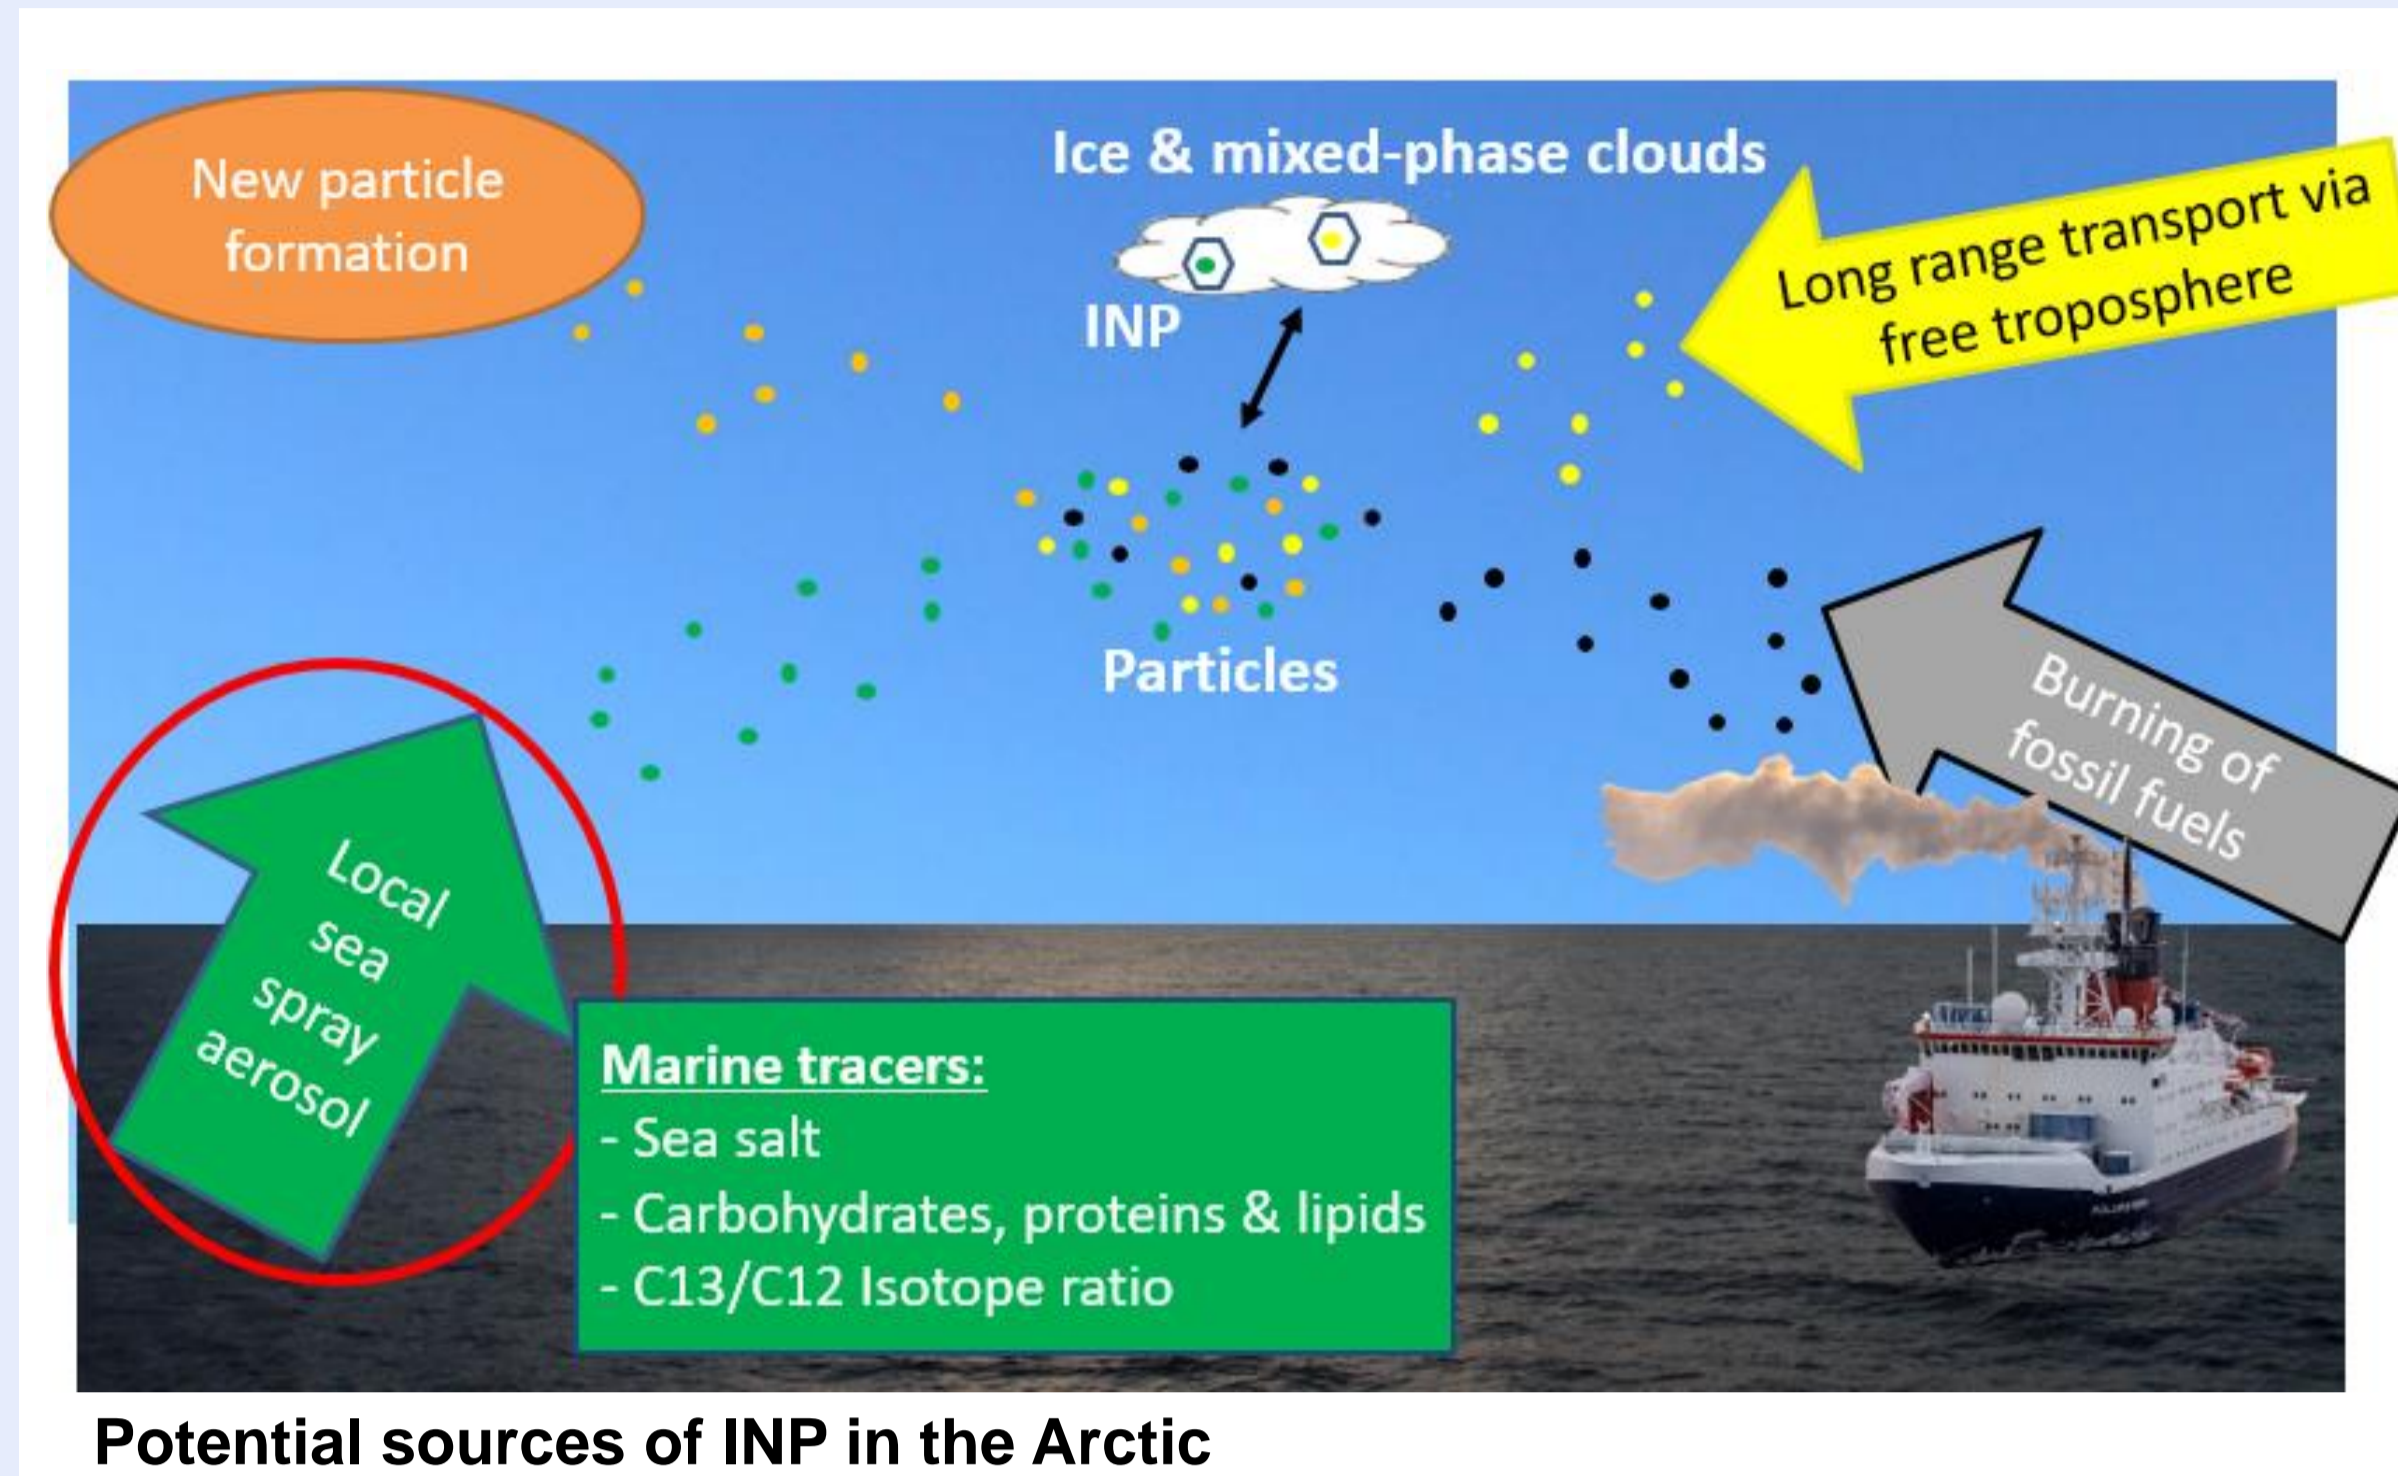 New particle
formation
Ice & mixed-phase clouds
INP
Long range transport via
free troposphere
Particles
Burning of
fossil fuels
Local
sea
spray
aerosol
Marine tracers:
- Sea salt
- Carbohydrates, proteins & lipids
- C13/C12 Isotope ratio
Potential sources of INP in the Arctic